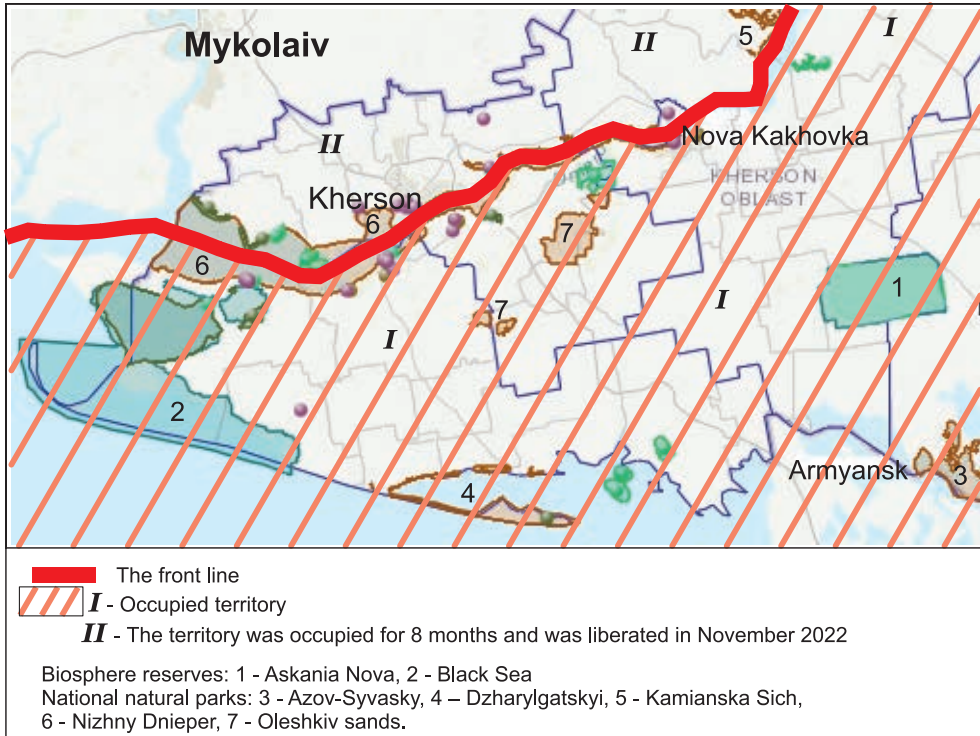 Mykolaiv
II
5
I
II
Nova Kakhovka
Kherson
KHERSON
OBLAST
6
7
6
1
I
7
I
2
Armyansk
3
4
The front line
I - Occupied territory
II - The territory was occupied for 8 months and was liberated in November 2022
Biosphere reserves: 1 - Askania Nova, 2 - Black Sea
National natural parks: 3 - Azov-Syvasky, 4 – Dzharylgatskyi, 5 - Kamianska Sich,
6 - Nizhny Dnieper, 7 - Oleshkiv sands.